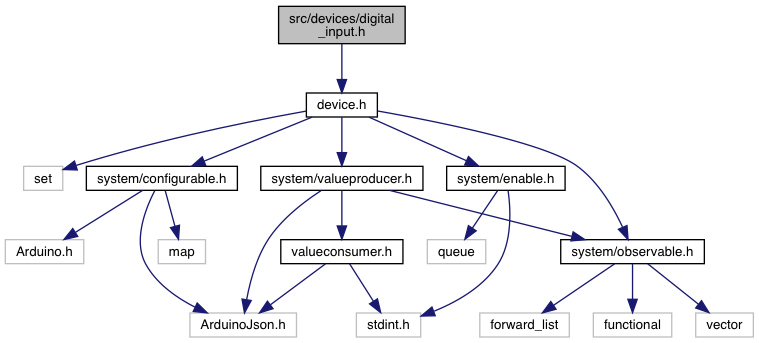 src/devices/digital
_input.h
device.h
set
system/configurable.h
system/valueproducer.h
system/enable.h
Arduino.h
map
valueconsumer.h
queue
system/observable.h
ArduinoJson.h
stdint.h
forward_list
functional
vector